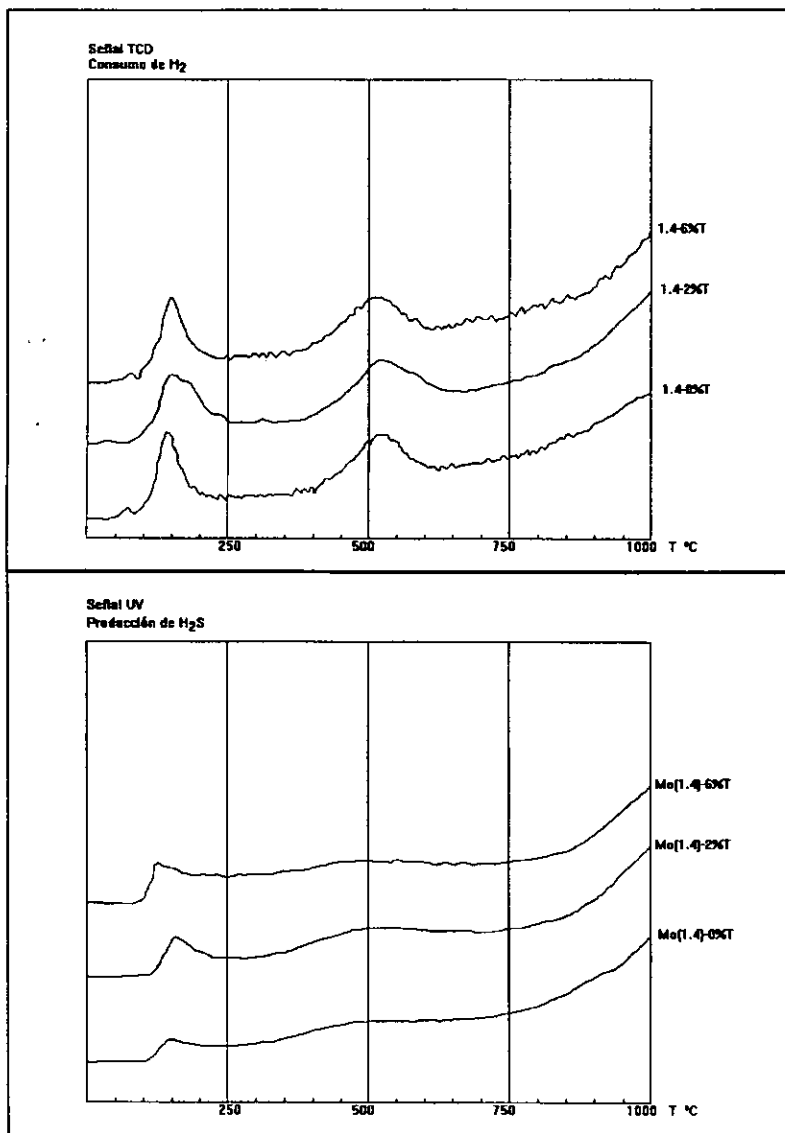 Señal TCD
Consumo de H₂
1.4-6%T
1.4-2%T
1.4-0%T
250 500 750 1000 T ºC
Señal UV
Producción de H₂S
Mo(1.4)-6%T
Mo(1.4)-2%T
Mo(1.4)-0%T
250 500 750 1000 T ºC